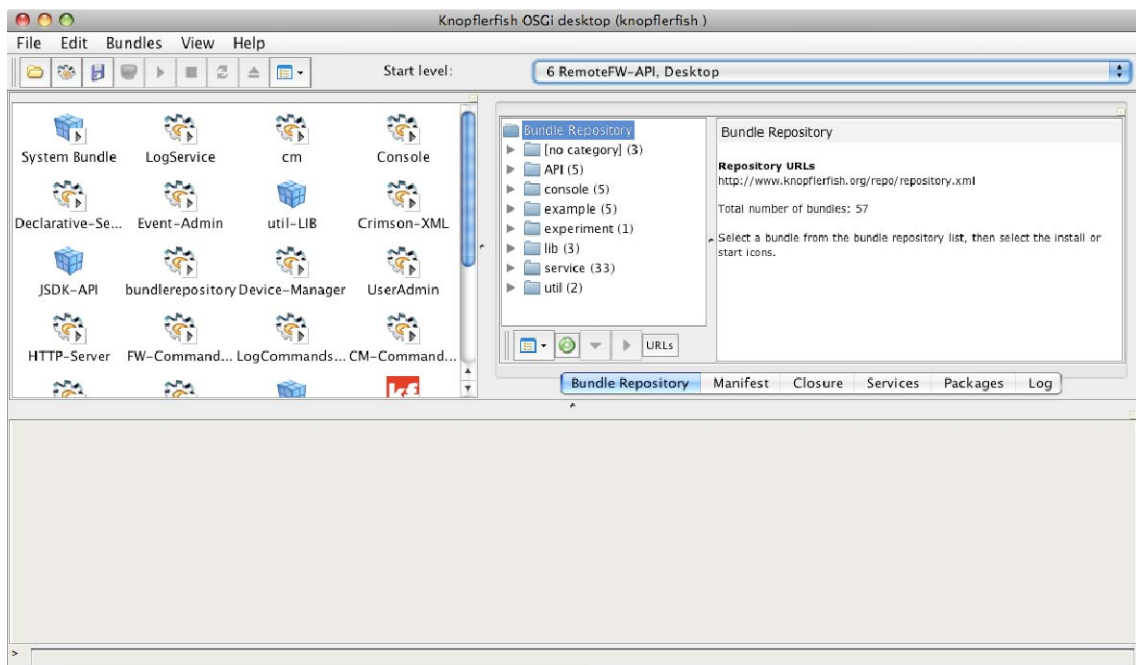 Knopflerfish OSGi desktop (knopflerfish )
File Edit Bundles View Help
Start level: 6 RemoteFW-API, Desktop
System Bundle LogService cm Console
Declarative-Se... Event-Admin util-LIB Crimson-XML
JSDK-API bundlerepository Device-Manager UserAdmin
HTTP-Server FW-Command... LogCommands... CM-Command...
Bundle Repository
[no category] (3)
API (5)
console (5)
example (5)
experiment (1)
lib (3)
service (33)
util (2)
URLs
Bundle Repository
Repository URLs
http://www.knopflerfish.org/repo/repository.xml
Total number of bundles: 57
Select a bundle from the bundle repository list, then select the install or
start icons.
Bundle Repository Manifest Closure Services Packages Log
>